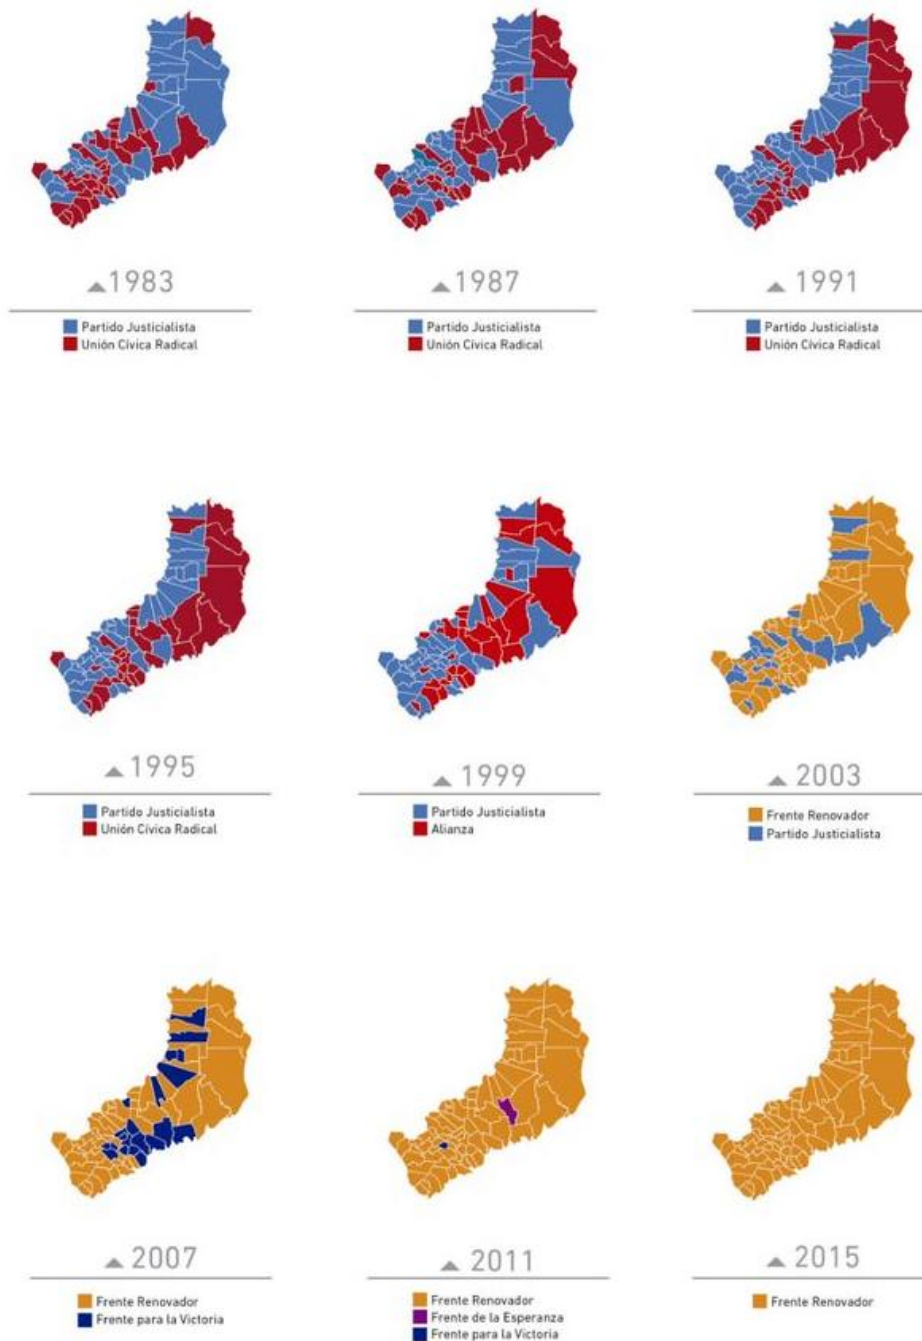 1983
Partido Justicialista
Unión Cívica Radical
1987
Partido Justicialista
Unión Cívica Radical
1991
Partido Justicialista
Unión Cívica Radical
1995
Partido Justicialista
Unión Cívica Radical
1999
Partido Justicialista
Alianza
2003
Frente Renovador
Partido Justicialista
2007
Frente Renovador
Frente para la Victoria
2011
Frente Renovador
Frente de la Esperanza
Frente para la Victoria
2015
Frente Renovador